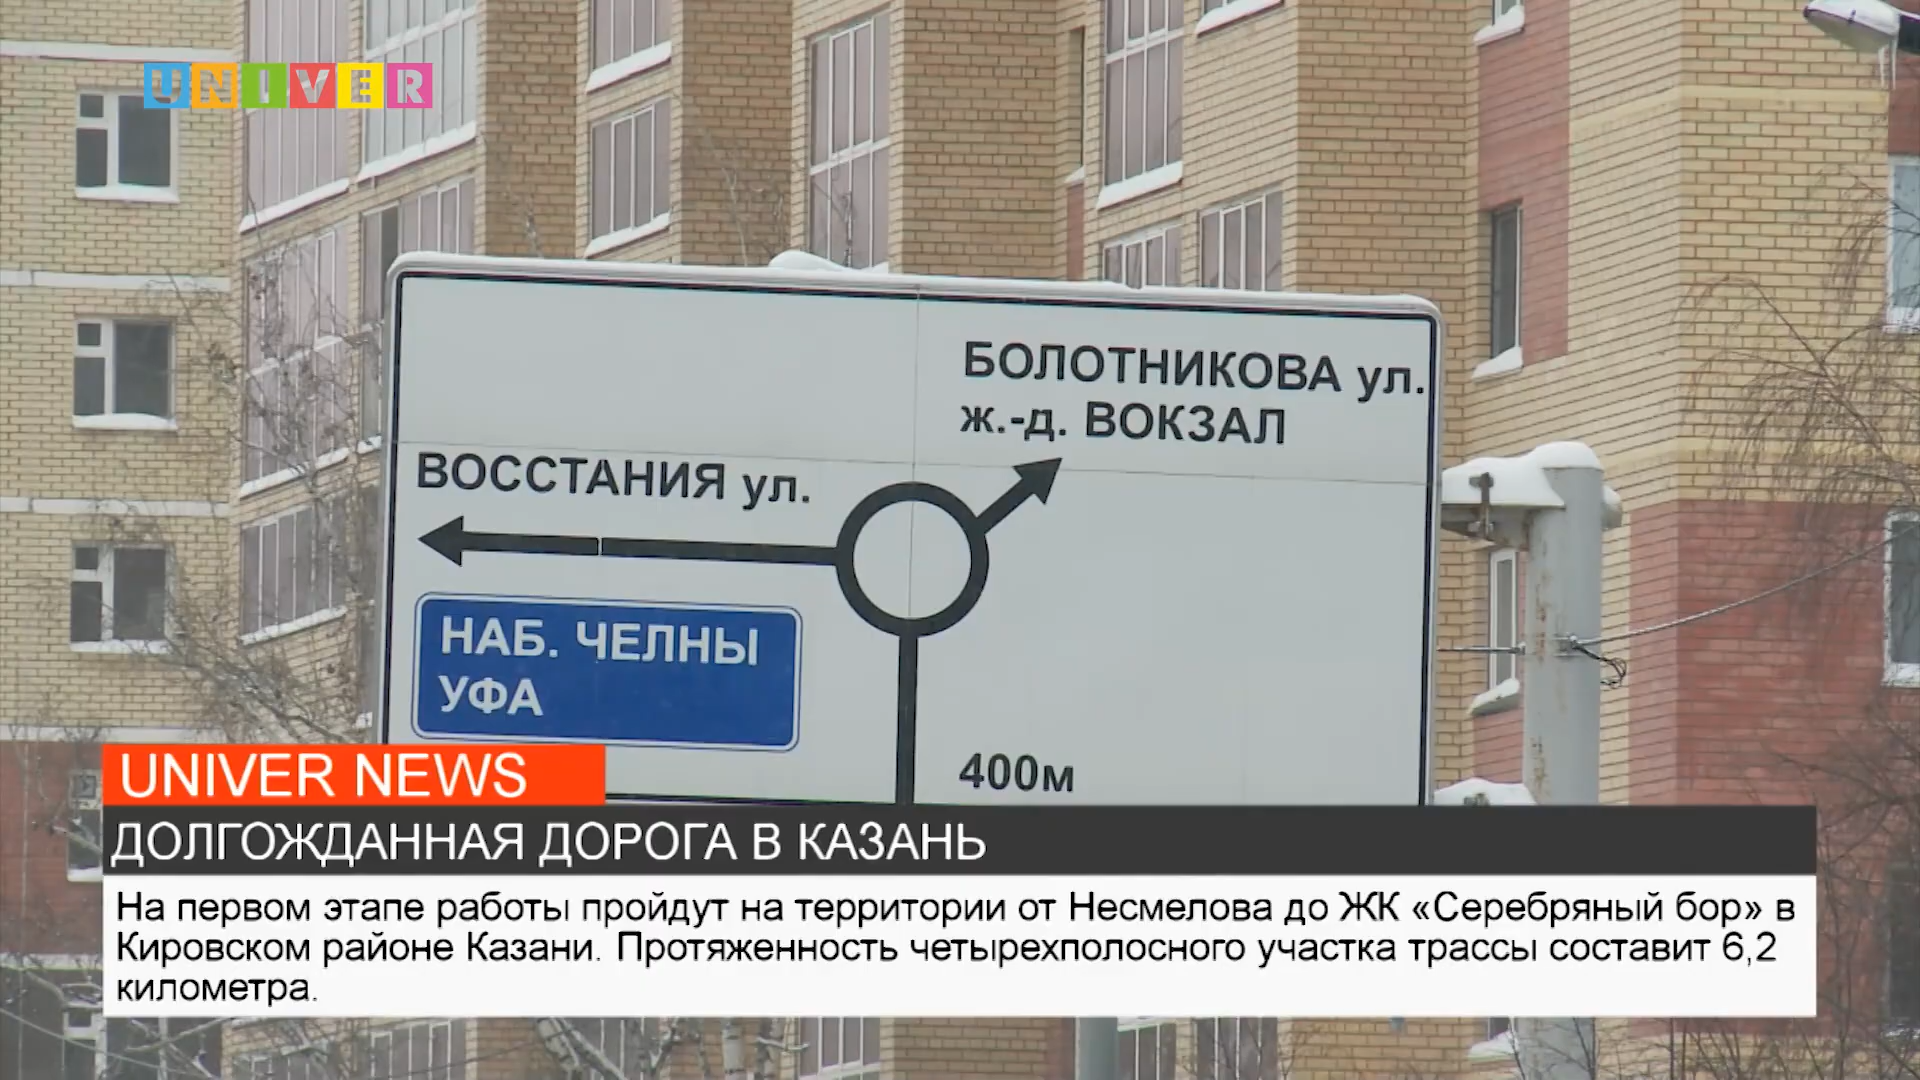 UNIVER
БОЛОТНИКОВА ул.
ж.-д. ВОКЗАЛ
ВОССТАНИЯ ул.
НАБ. ЧЕЛНЫ
УФА
400м
UNIVER NEWS
ДОЛГОЖДАННАЯ ДОРОГА В КАЗАНЬ
На первом этапе работы пройдут на территории от Несмелова до ЖК «Серебряный бор» в
Кировском районе Казани. Протяженность четырехполосного участка трассы составит 6,2
километра.